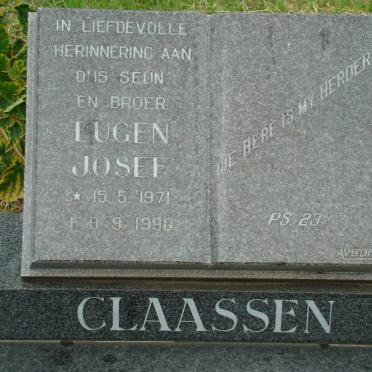 IN LIEFDEVOLLE
HERINNERING AAN
ONS SEUN
EN BROER
EUGEN
JOSEF
* 15.5.1971
† 8.9.1990
DIE HERE IS MY HERDER
PS. 23
CLAASSEN